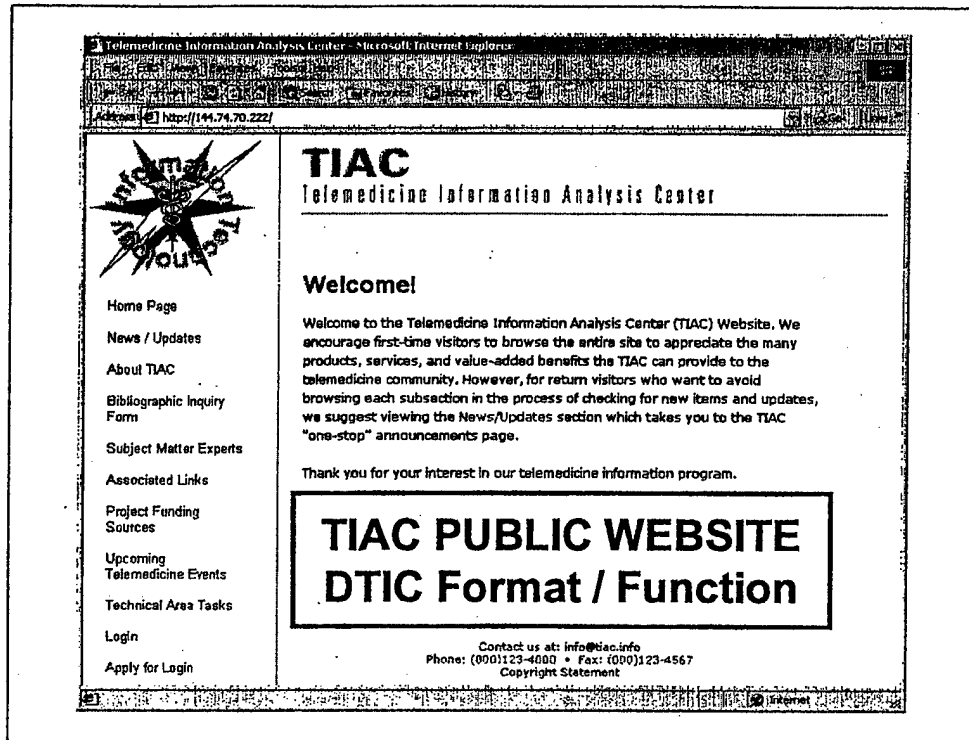 Telemedicine Information Analysis Center - Microsoft Internet Explorer
Address http://144.74.70.222/
Information Technology
TIAC
Telemedicine Information Analysis Center
Home Page
News / Updates
About TIAC
Bibliographic Inquiry
Form
Subject Matter Experts
Associated Links
Project Funding
Sources
Upcoming
Telemedicine Events
Technical Area Tasks
Login
Apply for Login
Welcome!
Welcome to the Telemedicine Information Analysis Center (TIAC) Website. We
encourage first-time visitors to browse the entire site to appreciate the many
products, services, and value-added benefits the TIAC can provide to the
telemedicine community. However, for return visitors who want to avoid
browsing each subsection in the process of checking for new items and updates,
we suggest viewing the News/Updates section which takes you to the TIAC
"one-stop" announcements page.
Thank you for your interest in our telemedicine information program.
TIAC PUBLIC WEBSITE
DTIC Format / Function
Contact us at: info@tiac.info
Phone: (000)123-4000 • Fax: (000)123-4567
Copyright Statement
Internet